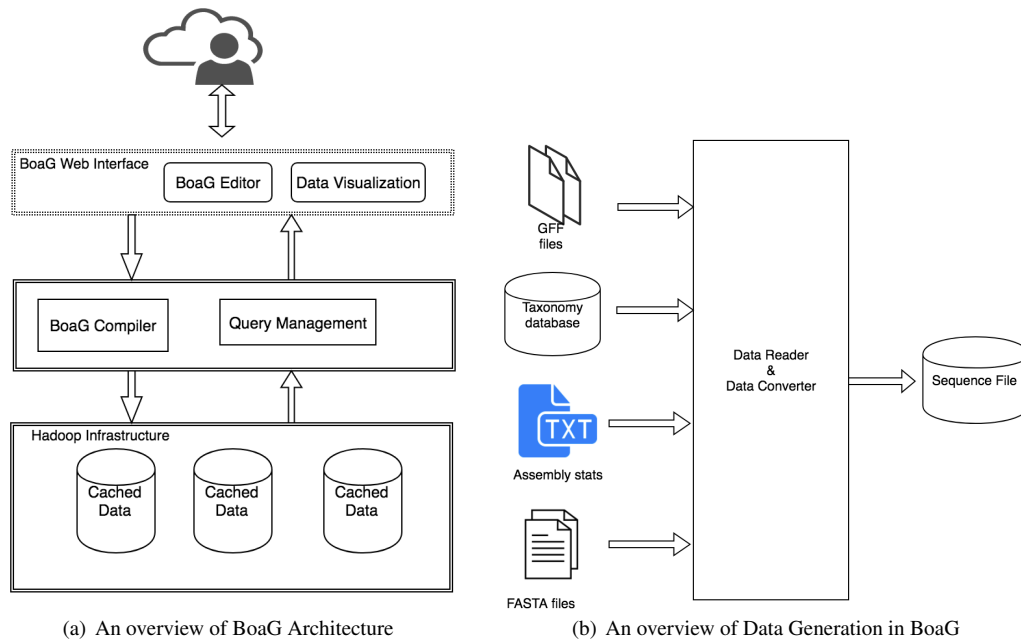 BoaG Web Interface
BoaG Editor
Data Visualization
BoaG Compiler
Query Management
Hadoop Infrastructure
Cached
Data
Cached
Data
Cached
Data
(a) An overview of BoaG Architecture
GFF
files
Taxonomy
database
TXT
Assembly stats
FASTA files
Data Reader
&
Data Converter
Sequence File
(b) An overview of Data Generation in BoaG